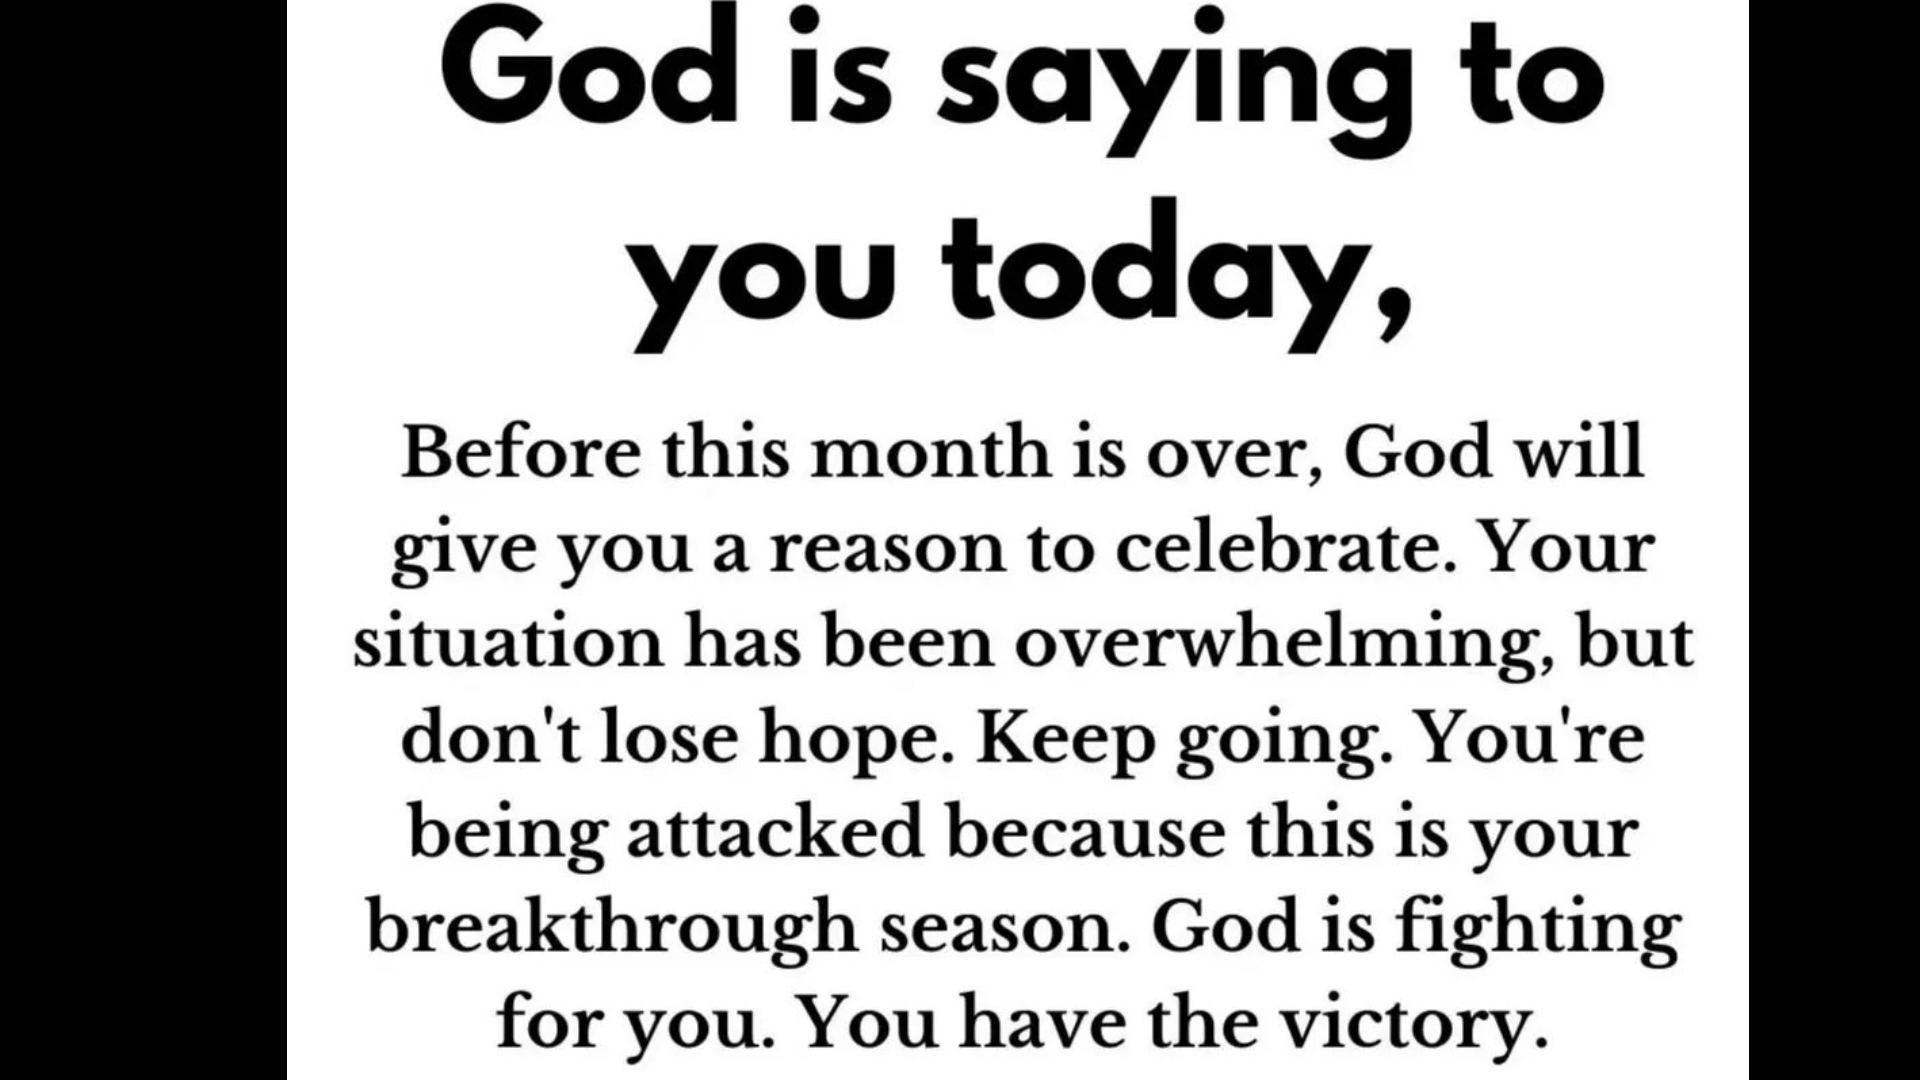 God is saying to
you today,
Before this month is over, God will
give you a reason to celebrate. Your
situation has been overwhelming, but
don't lose hope. Keep going. You're
being attacked because this is your
breakthrough season. God is fighting
for you. You have the victory.